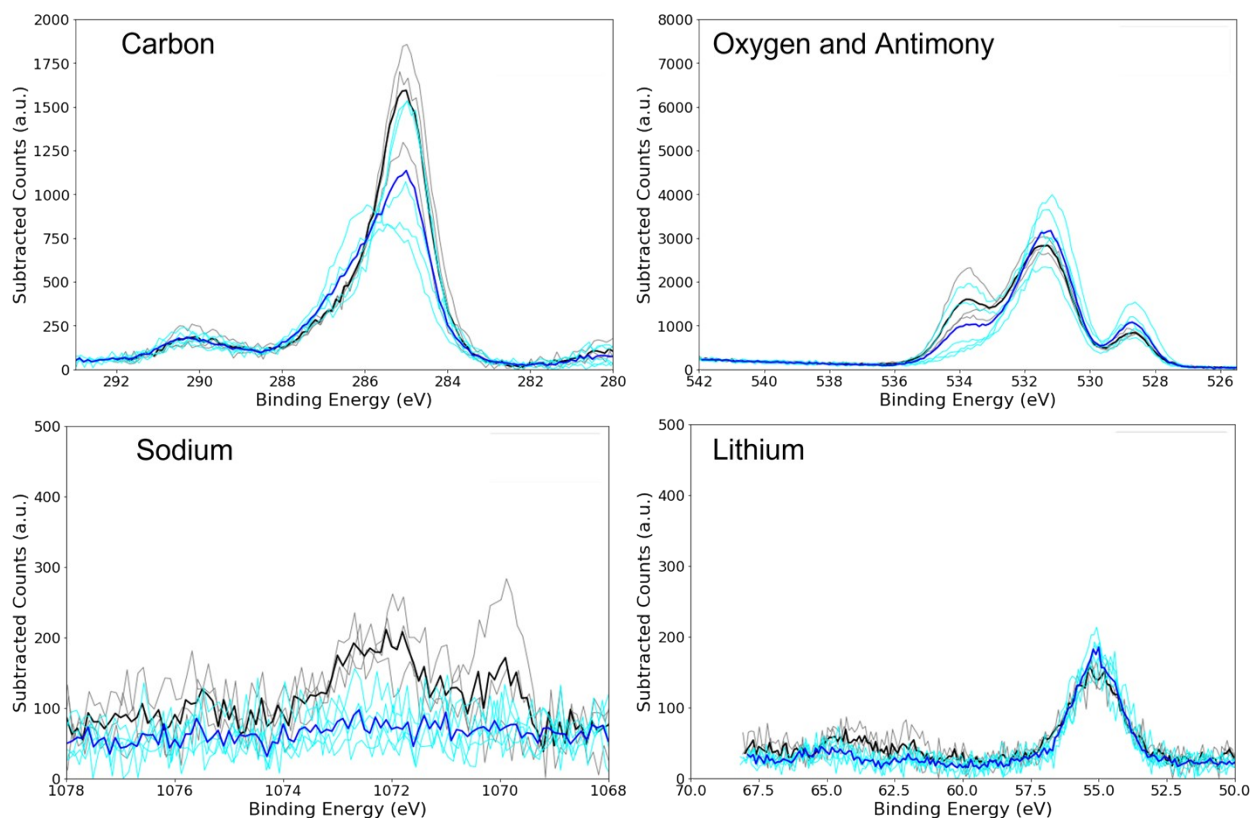 Carbon
Subtracted Counts (a.u.)
2000
1750
1500
1250
1000
750
500
250
0
292 290 288 286 284 282 280
Binding Energy (eV)
Oxygen and Antimony
Subtracted Counts (a.u.)
8000
7000
6000
5000
4000
3000
2000
1000
0
542 540 538 536 534 532 530 528 526
Binding Energy (eV)
Sodium
Subtracted Counts (a.u.)
500
400
300
200
100
0
1078 1076 1074 1072 1070 1068
Binding Energy (eV)
Lithium
Subtracted Counts (a.u.)
500
400
300
200
100
0
70.0 67.5 65.0 62.5 60.0 57.5 55.0 52.5 50.0
Binding Energy (eV)